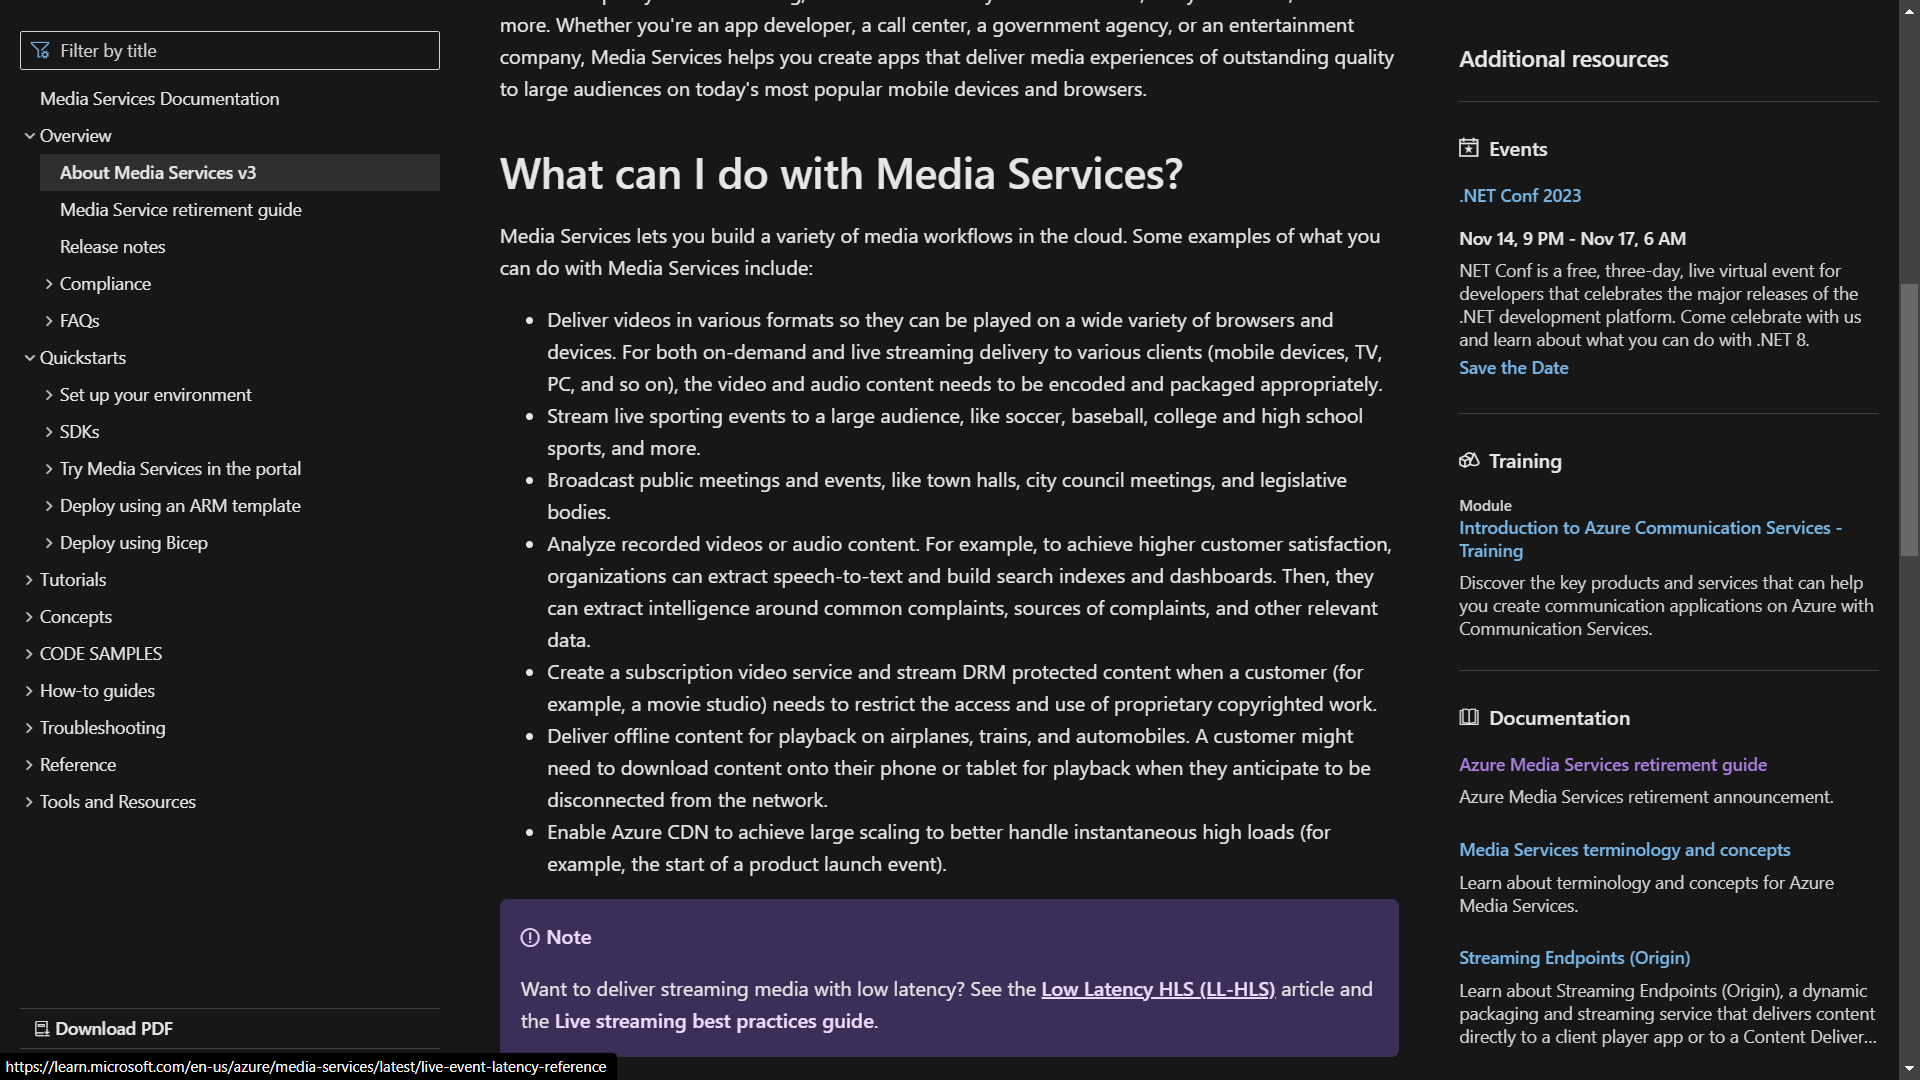 Filter by title
Media Services Documentation
Overview
About Media Services v3
Media Service retirement guide
Release notes
Compliance
FAQs
Quickstarts
Set up your environment
SDKs
Try Media Services in the portal
Deploy using an ARM template
Deploy using Bicep
Tutorials
Concepts
CODE SAMPLES
How-to guides
Troubleshooting
Reference
Tools and Resources
Download PDF
more. Whether you're an app developer, a call center, a government agency, or an entertainment
company, Media Services helps you create apps that deliver media experiences of outstanding quality
to large audiences on today's most popular mobile devices and browsers.
What can I do with Media Services?
Media Services lets you build a variety of media workflows in the cloud. Some examples of what you
can do with Media Services include:
• Deliver videos in various formats so they can be played on a wide variety of browsers and
devices. For both on-demand and live streaming delivery to various clients (mobile devices, TV,
PC, and so on), the video and audio content needs to be encoded and packaged appropriately.
• Stream live sporting events to a large audience, like soccer, baseball, college and high school
sports, and more.
• Broadcast public meetings and events, like town halls, city council meetings, and legislative
bodies.
• Analyze recorded videos or audio content. For example, to achieve higher customer satisfaction,
organizations can extract speech-to-text and build search indexes and dashboards. Then, they
can extract intelligence around common complaints, sources of complaints, and other relevant
data.
• Create a subscription video service and stream DRM protected content when a customer (for
example, a movie studio) needs to restrict the access and use of proprietary copyrighted work.
• Deliver offline content for playback on airplanes, trains, and automobiles. A customer might
need to download content onto their phone or tablet for playback when they anticipate to be
disconnected from the network.
• Enable Azure CDN to achieve large scaling to better handle instantaneous high loads (for
example, the start of a product launch event).
Note
Want to deliver streaming media with low latency? See the Low Latency HLS (LL-HLS) article and
the Live streaming best practices guide.
Additional resources
Events
.NET Conf 2023
Nov 14, 9 PM - Nov 17, 6 AM
NET Conf is a free, three-day, live virtual event for
developers that celebrates the major releases of the
.NET development platform. Come celebrate with us
and learn about what you can do with .NET 8.
Save the Date
Training
Module
Introduction to Azure Communication Services -
Training
Discover the key products and services that can help
you create communication applications on Azure with
Communication Services.
Documentation
Azure Media Services retirement guide
Azure Media Services retirement announcement.
Media Services terminology and concepts
Learn about terminology and concepts for Azure
Media Services.
Streaming Endpoints (Origin)
Learn about Streaming Endpoints (Origin), a dynamic
packaging and streaming service that delivers content
directly to a client player app or to a Content Deliver...
https://learn.microsoft.com/en-us/azure/media-services/latest/live-event-latency-reference